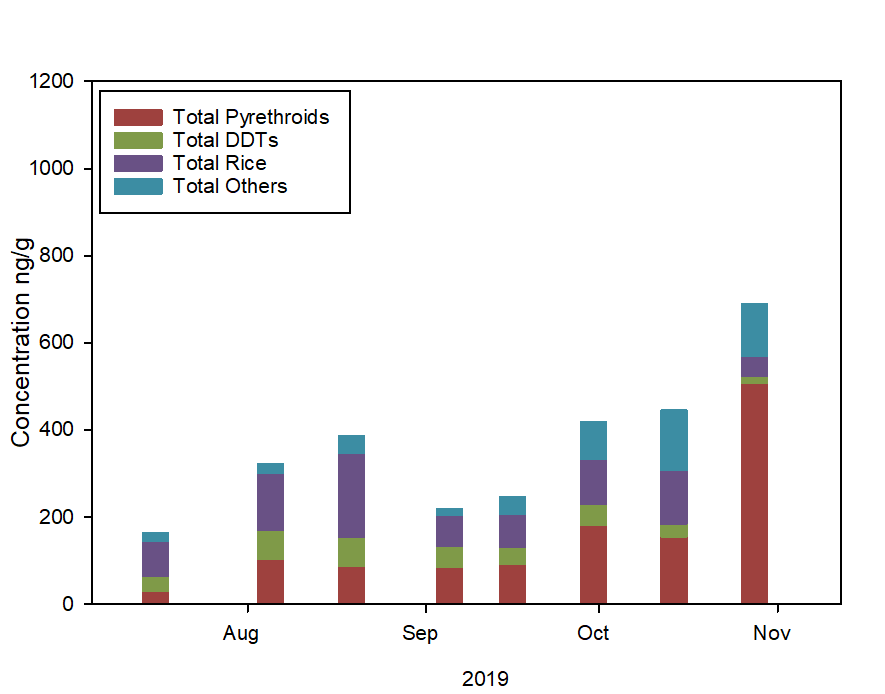 1200
1000
800
600
400
200
0
Concentration ng/g
Total Pyrethroids
Total DDTs
Total Rice
Total Others
Aug Sep Oct Nov
2019